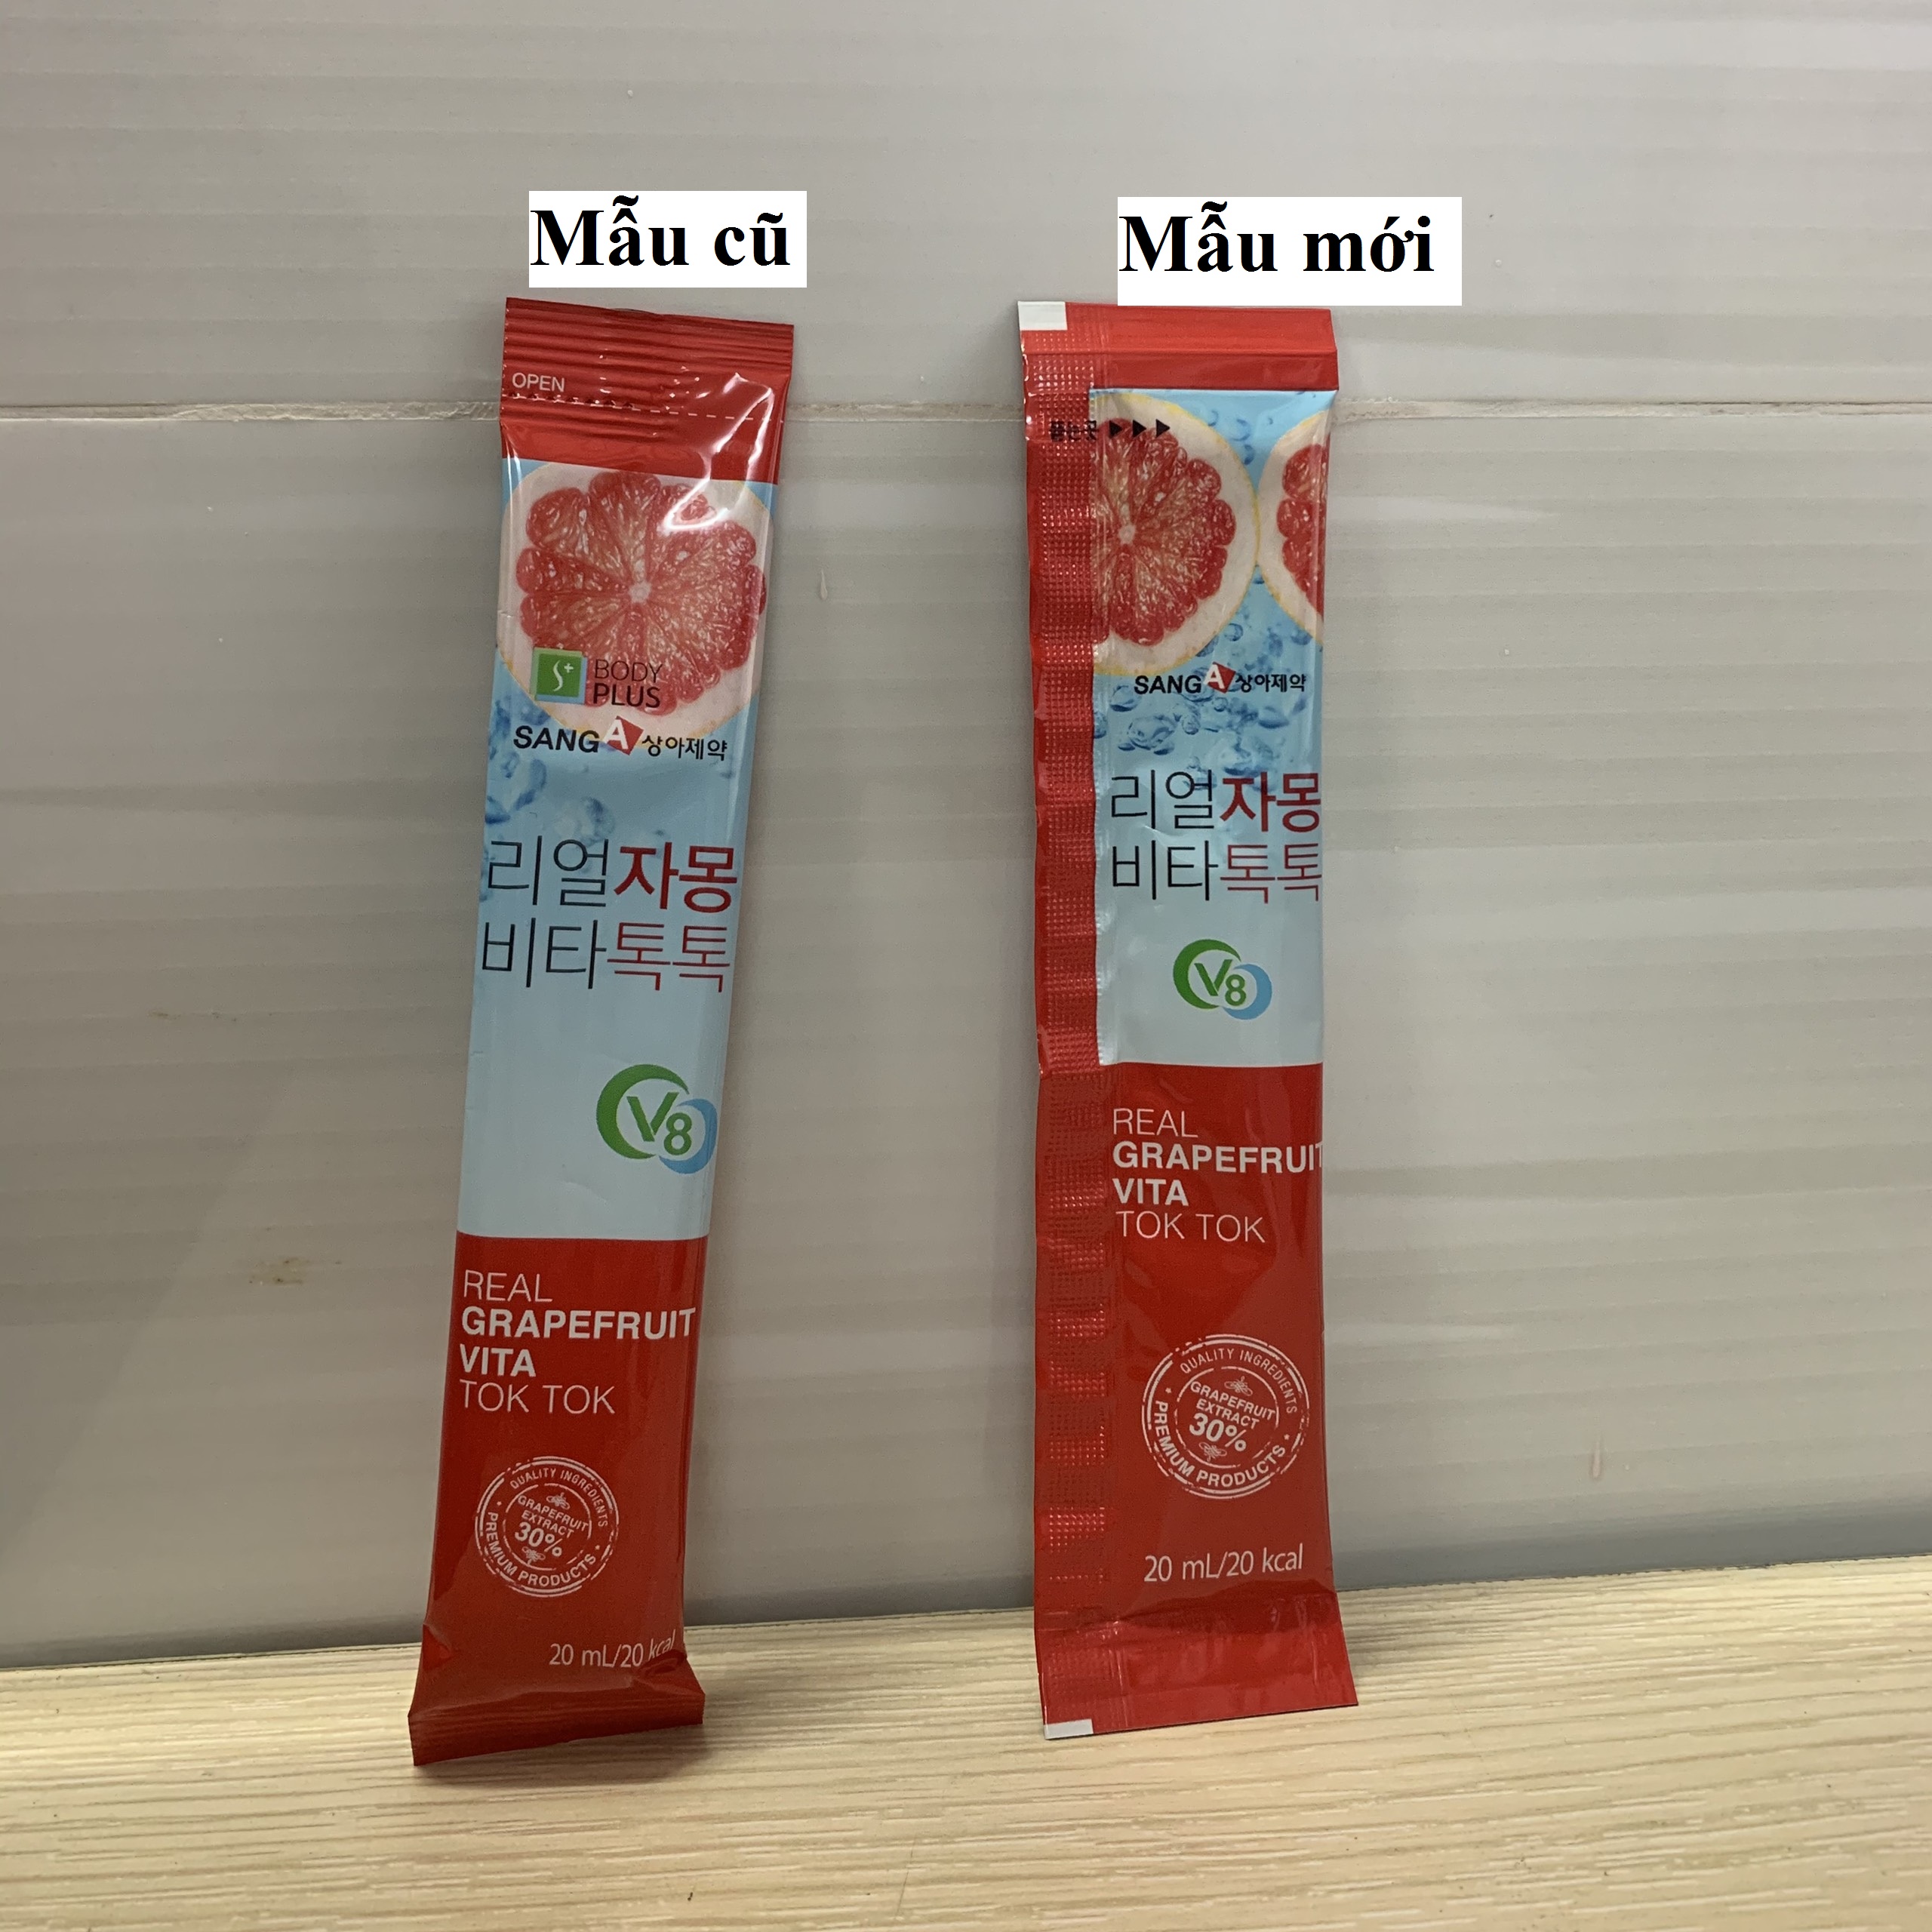 Mẫu cũ
OPEN
S+
BODY
PLUS
SANG A 상아제약
리얼자몽
비타톡톡
V8
REAL
GRAPEFRUIT
VITA
TOK TOK
QUALITY INGREDIENTS
GRAPEFRUIT
EXTRACT
30%
PREMIUM PRODUCTS
20 mL/20 kcal
Mẫu mới
SANG A 상아제약
리얼자몽
비타톡톡
V8
REAL
GRAPEFRUIT
VITA
TOK TOK
QUALITY INGREDIENTS
GRAPEFRUIT
EXTRACT
30%
PREMIUM PRODUCTS
20 mL/20 kcal